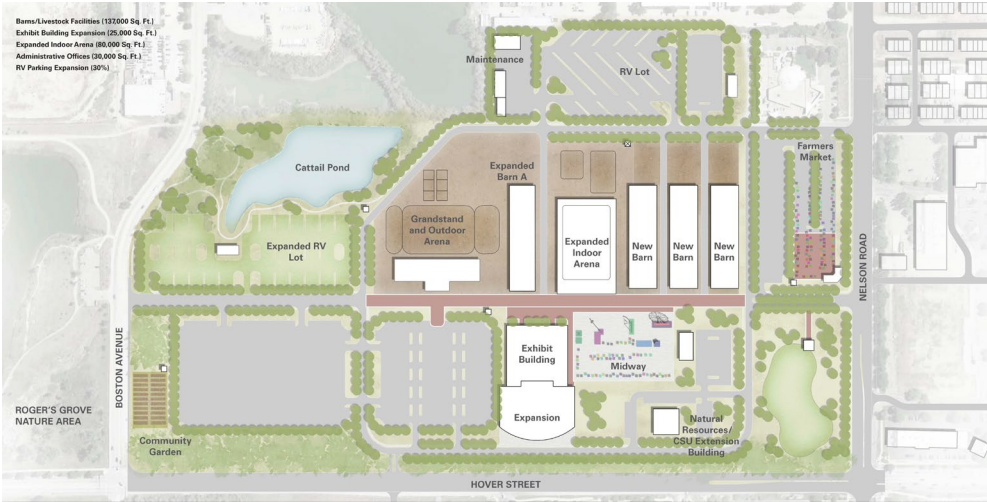 Barns/Livestock Facilities (137,000 Sq. Ft.)
Exhibit Building Expansion (25,000 Sq. Ft.)
Expanded Indoor Arena (80,000 Sq. Ft.)
Administrative Offices (30,000 Sq. Ft.)
RV Parking Expansion (30%)
Maintenance
RV Lot
Farmers
Market
Cattail Pond
Expanded
Barn A
Grandstand
and Outdoor
Arena
Expanded RV
Lot
Expanded
Indoor
Arena
New
Barn
New
Barn
New
Barn
NELSON ROAD
BOSTON AVENUE
Exhibit
Building
Midway
Expansion
Natural
Resources/
CSU Extension
Building
ROGER'S GROVE
NATURE AREA
Community
Garden
HOVER STREET